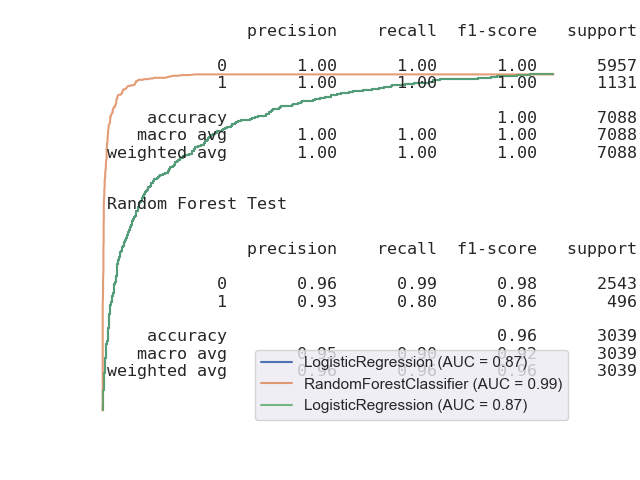 precision recall f1-score support
0 1.00 1.00 1.00 5957
1 1.00 1.00 1.00 1131
accuracy 1.00 7088
macro avg 1.00 1.00 1.00 7088
weighted avg 1.00 1.00 1.00 7088
Random Forest Test
precision recall f1-score support
0 0.96 0.99 0.98 2543
1 0.93 0.80 0.86 496
accuracy 0.96 3039
macro avg 0.95 0.90 0.92 3039
weighted avg 0.96 0.96 0.96 3039
LogisticRegression (AUC = 0.87)
RandomForestClassifier (AUC = 0.99)
LogisticRegression (AUC = 0.87)